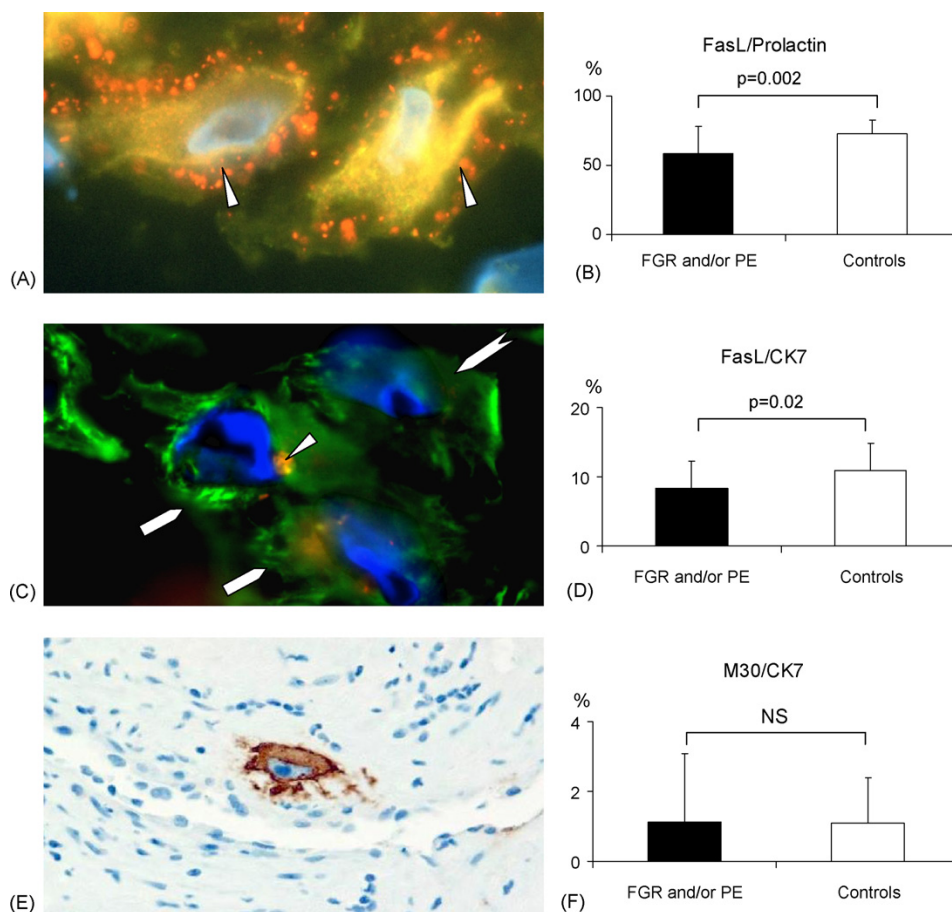 (A)
FasL/Prolactin
%
p=0.002
100
50
0
FGR and/or PE Controls
(B)
(C)
FasL/CK7
%
p=0.02
20
10
0
FGR and/or PE Controls
(D)
(E)
M30/CK7
%
NS
4
2
0
FGR and/or PE Controls
(F)